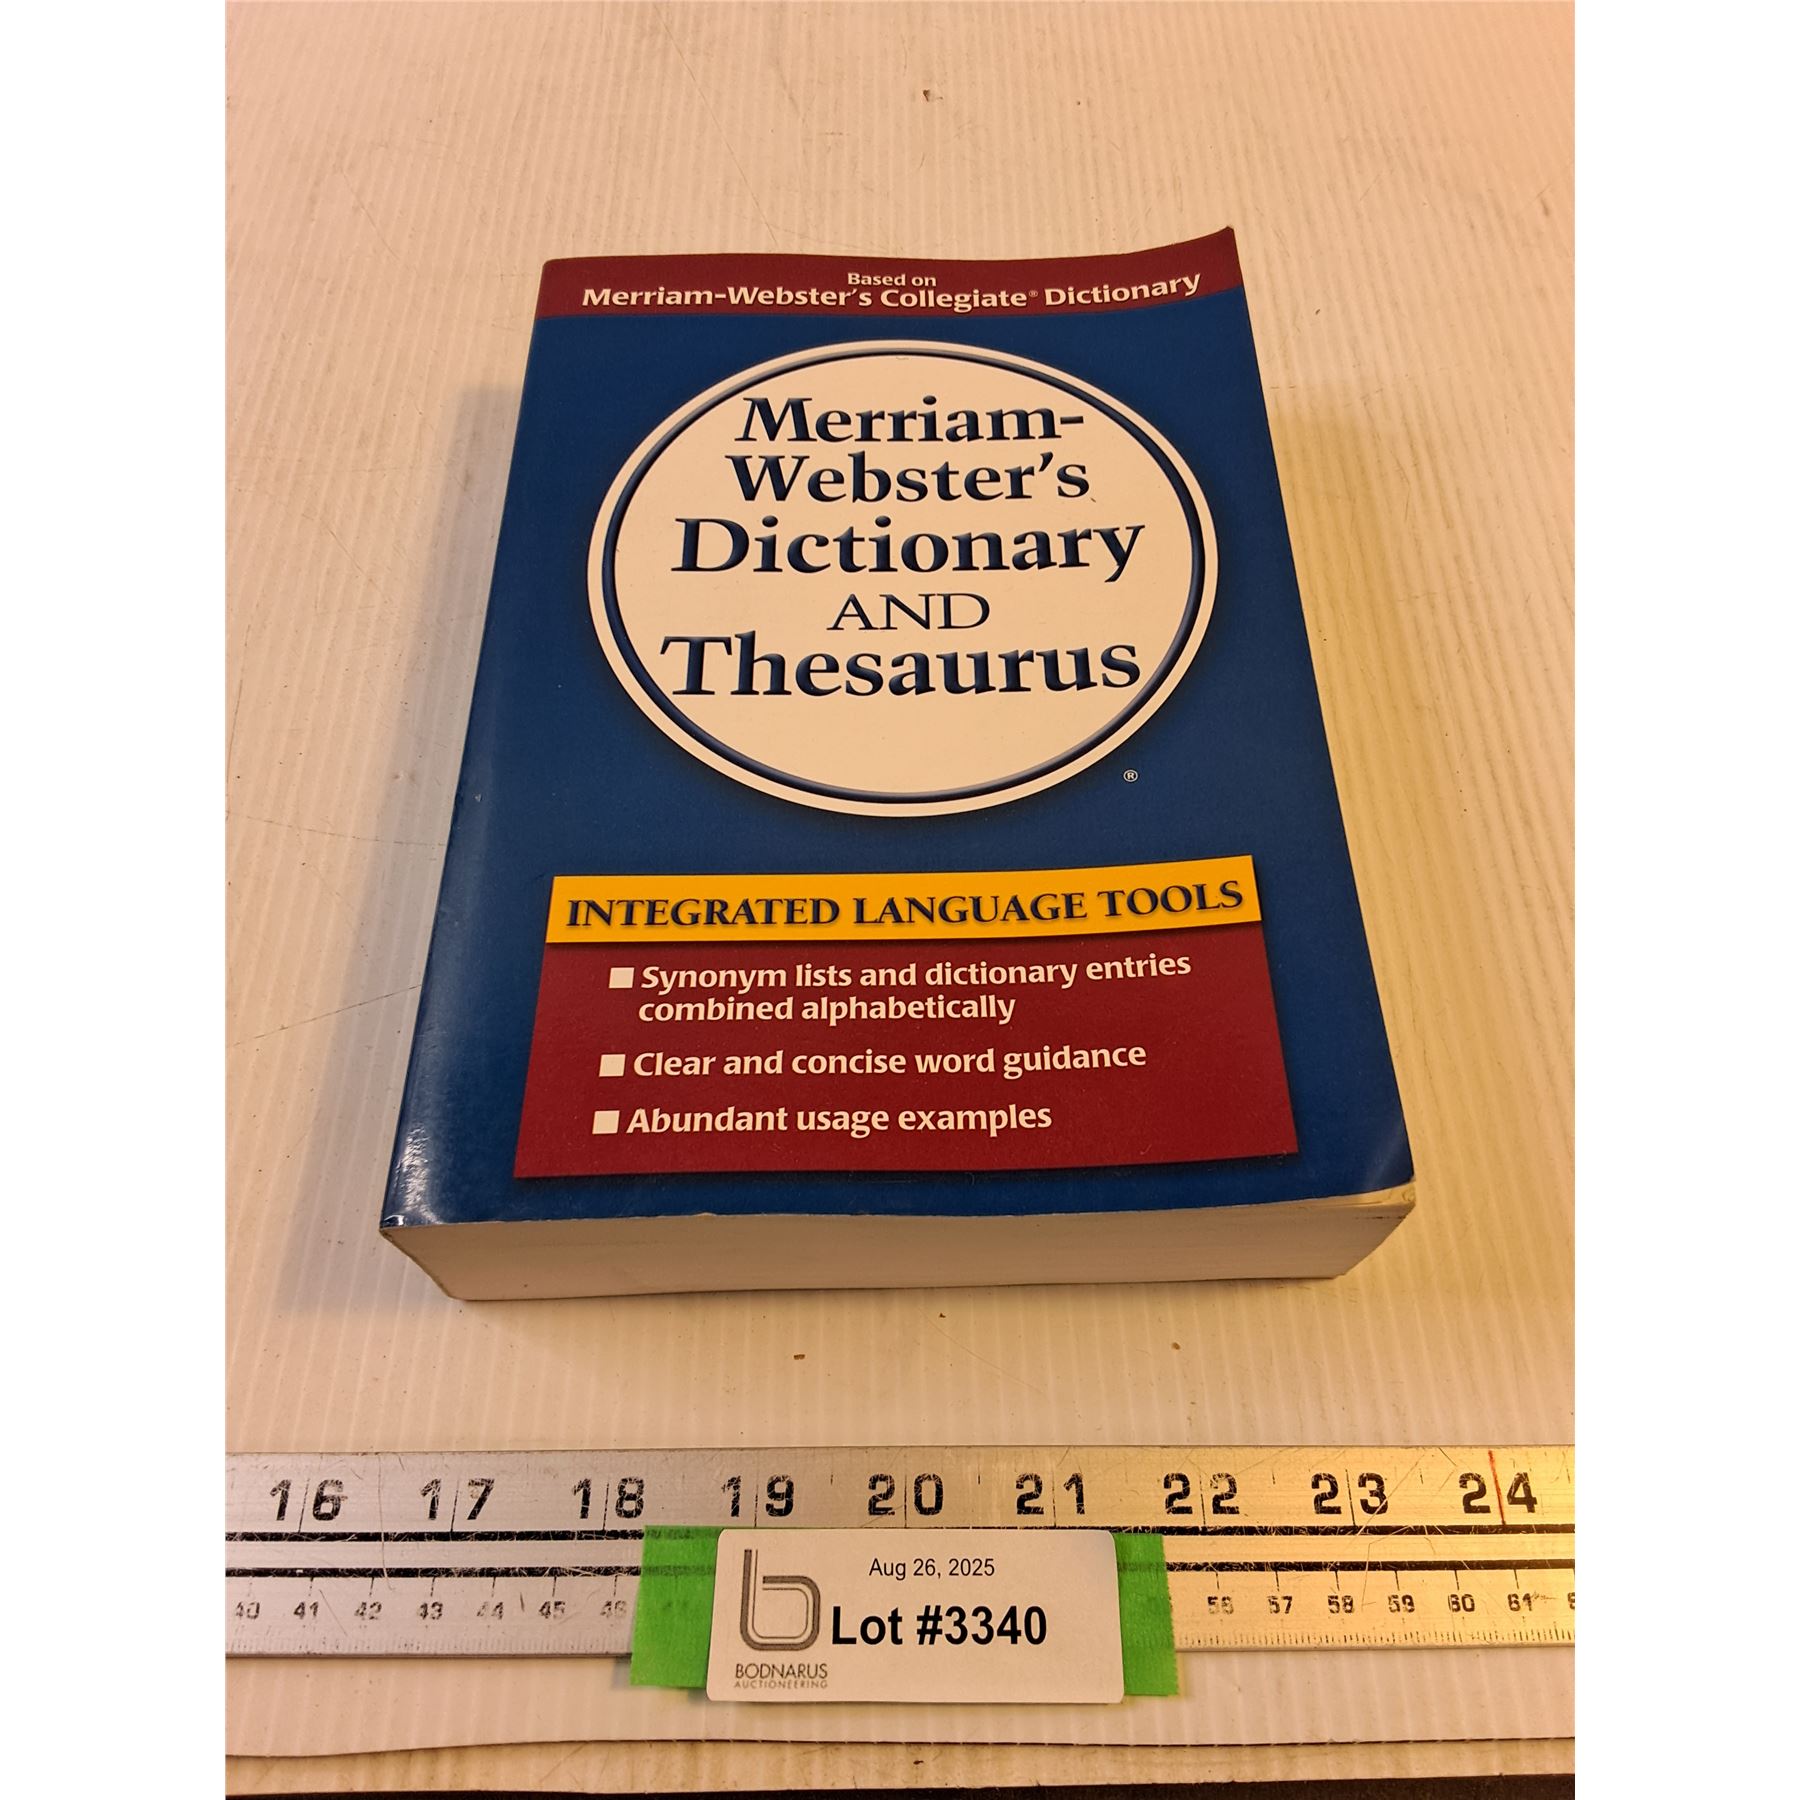 Based on
Merriam-Webster's Collegiate® Dictionary
Merriam-
Webster's
Dictionary
AND
Thesaurus
®
INTEGRATED LANGUAGE TOOLS
■ Synonym lists and dictionary entries
combined alphabetically
■ Clear and concise word guidance
■ Abundant usage examples
16 17 18 19 20 21 22 23 24
40 41 42 43 44 45 46 56 57 58 59 60 61
Aug 26, 2025
b
Lot #3340
BODNARUS
AUCTIONEERING